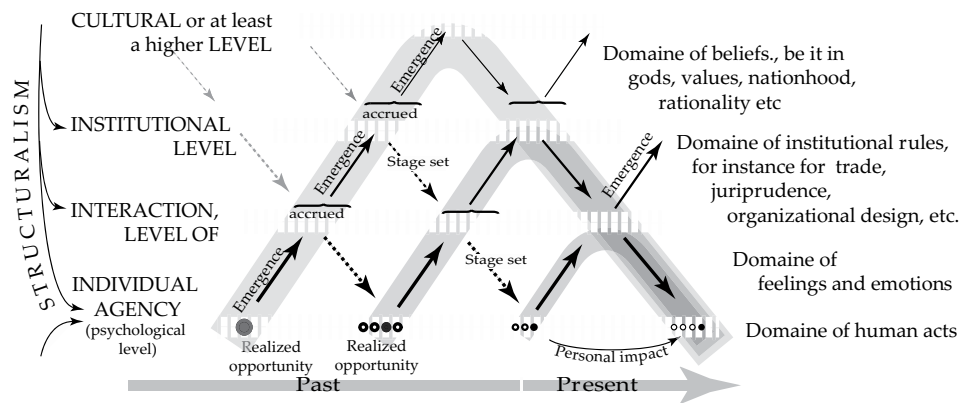 STRUCTURALISM
CULTURAL or at least
a higher LEVEL
INSTITUTIONAL
LEVEL
INTERACTION,
LEVEL OF
INDIVIDUAL
AGENCY
(psychological
level)
Emergence
accrued
Emergence
Stage set
accrued
Emergence
Stage set
Emergence
Realized
opportunity
Realized
opportunity
Personal impact
Past
Present
Domaine of beliefs., be it in
gods, values, nationhood,
rationality etc
Domaine of institutional rules,
for instance for trade,
juriprudence,
organizational design, etc.
Domaine of
feelings and emotions
Domaine of human acts